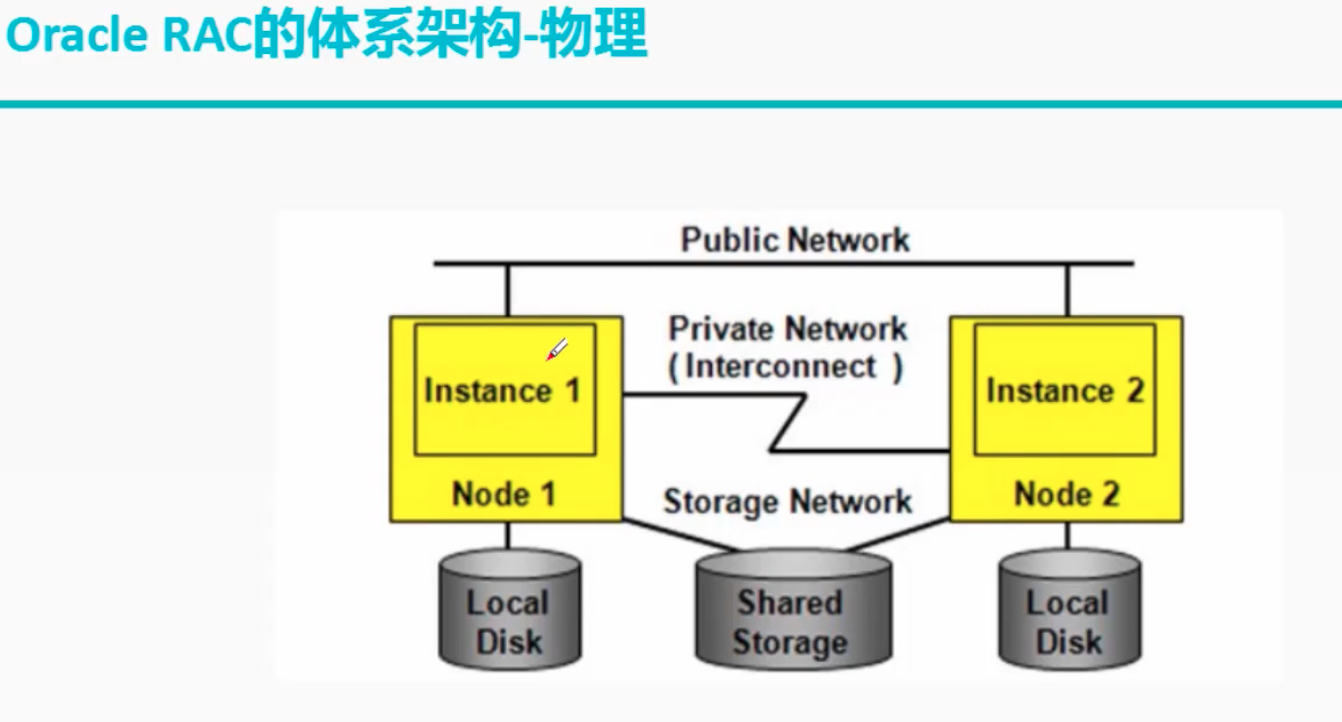 Oracle RAC的体系架构-物理
Public Network
Private Network
( Interconnect )
Instance 1
Instance 2
Node 1
Storage Network
Node 2
Local
Disk
Shared
Storage
Local
Disk